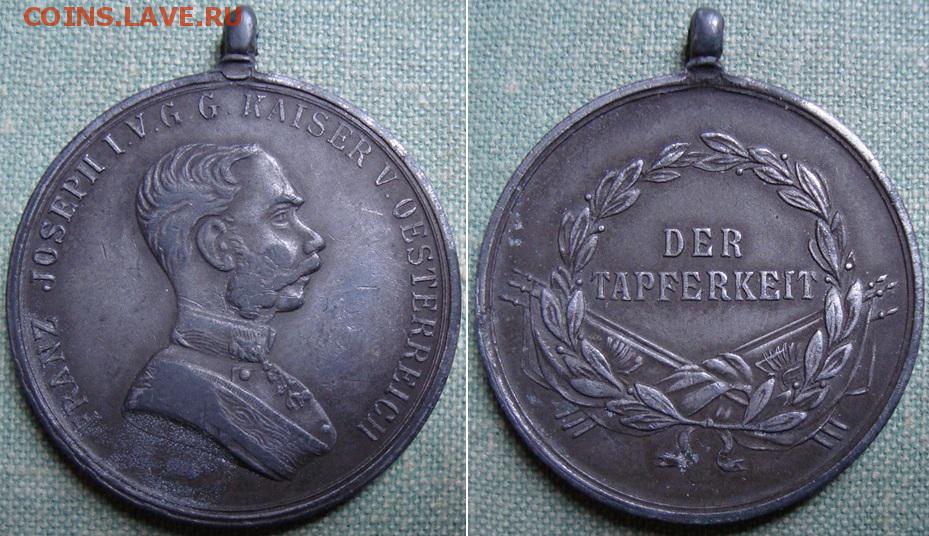 COINS.LAVE.RU
FRANZ JOSEPH I. V. G. G. KAISER V. OESTERREICH
DER
TAPFERKEIT